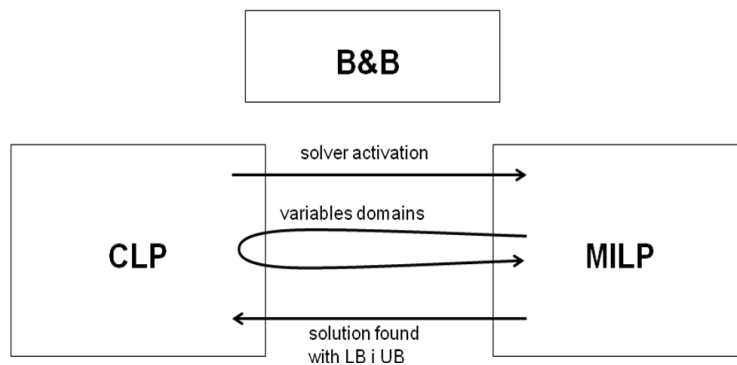 B&B
solver activation
variables domains
CLP
MILP
solution found
with LB i UB